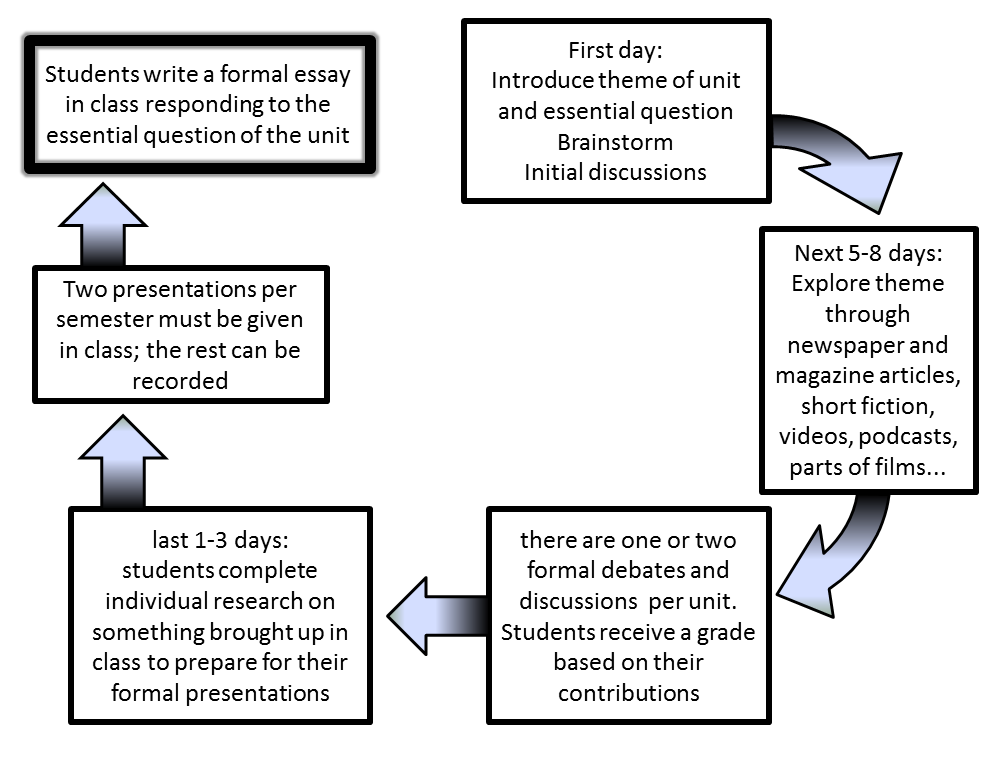 First day:
Introduce theme of unit
and essential question
Brainstorm
Initial discussions
Next 5-8 days:
Explore theme
through
newspaper and
magazine articles,
short fiction,
videos, podcasts,
parts of films...
there are one or two
formal debates and
discussions  per unit.
Students receive a grade
based on their
contributions
last 1-3 days:
students complete
individual research on
something brought up in
class to prepare for their
formal presentations
Two presentations per
semester must be given
in class; the rest can be
recorded
Students write a formal essay
in class responding to the
essential question of the unit